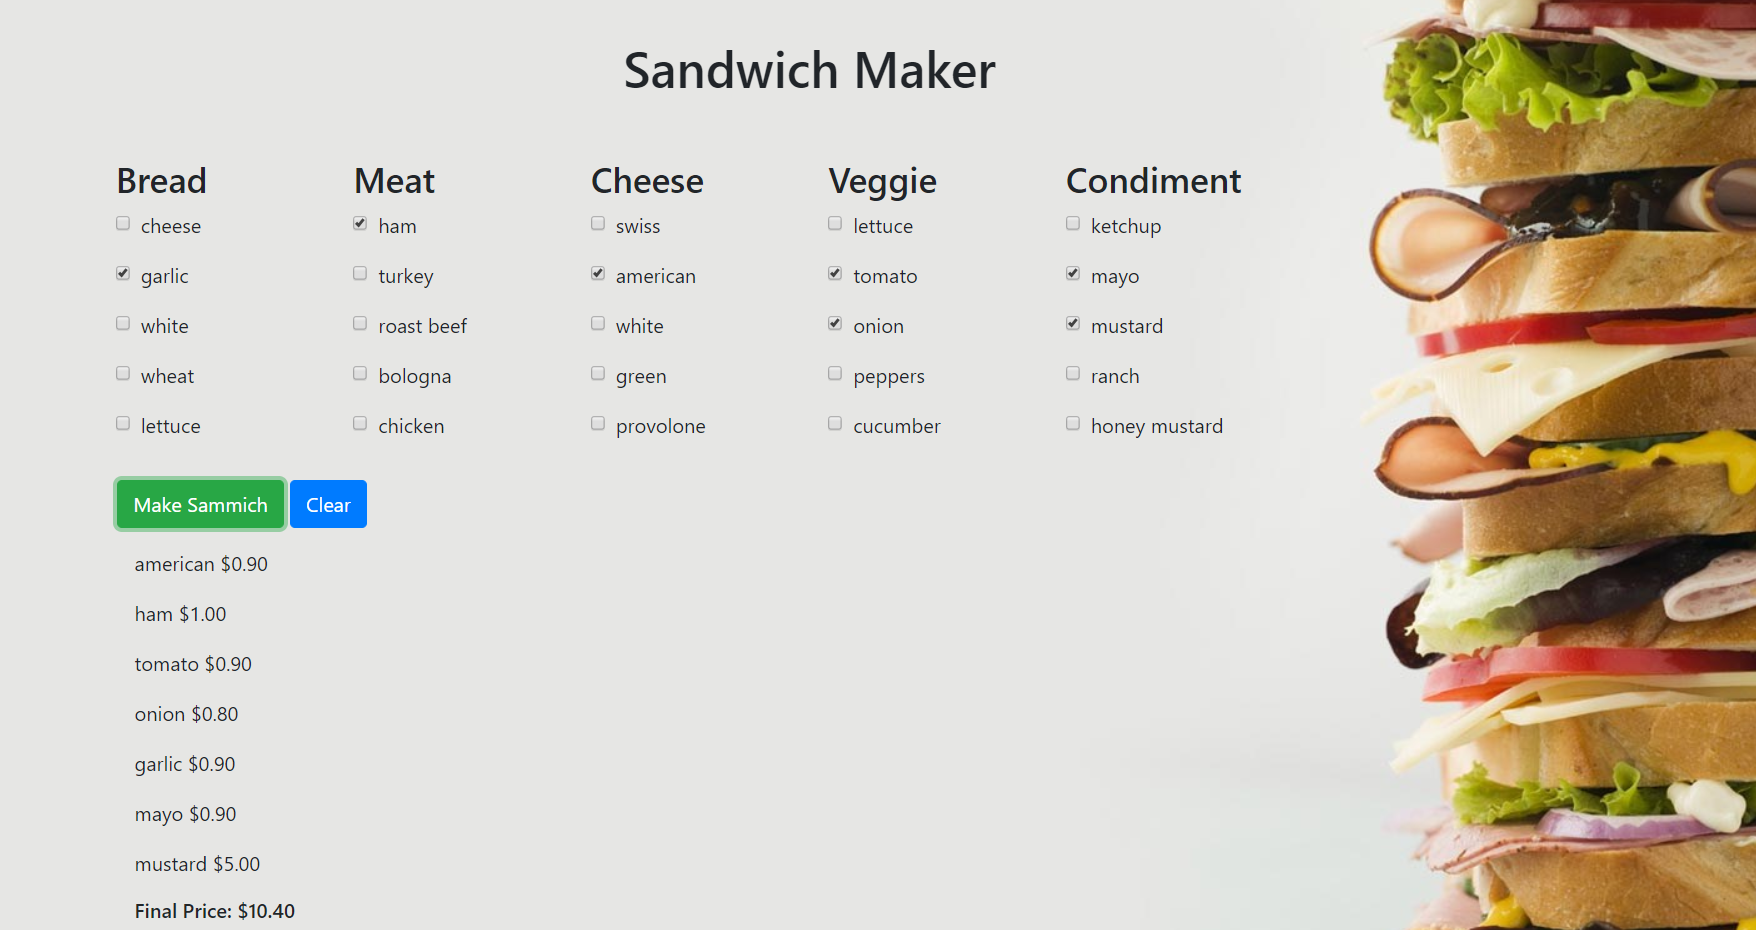 Sandwich Maker
Bread
cheese
garlic
white
wheat
lettuce
Meat
ham
turkey
roast beef
bologna
chicken
Cheese
swiss
american
white
green
provolone
Veggie
lettuce
tomato
onion
peppers
cucumber
Condiment
ketchup
mayo
mustard
ranch
honey mustard
Make Sammich
Clear
american $0.90
ham $1.00
tomato $0.90
onion $0.80
garlic $0.90
mayo $0.90
mustard $5.00
Final Price: $10.40